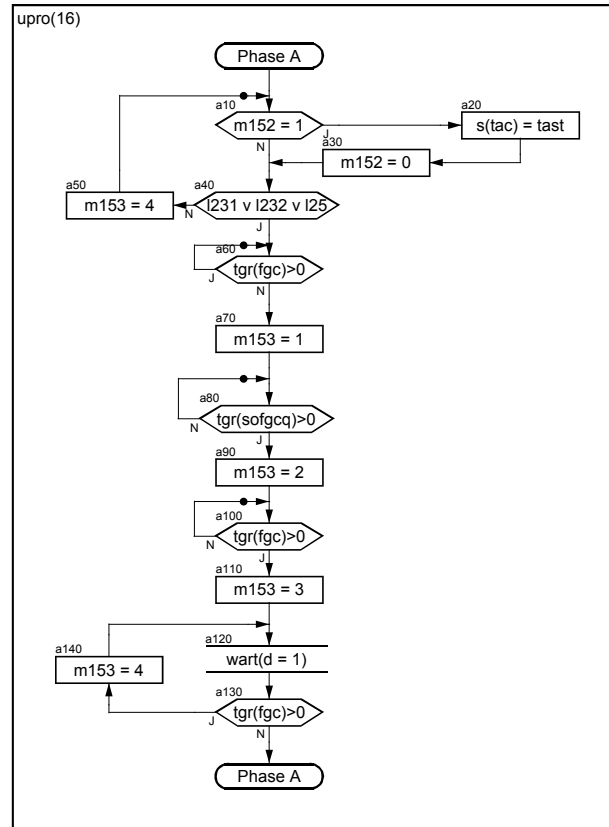 upro(16)
Phase A
a10
m152 = 1
J
N
a20
s(tac) = tast
a30
m152 = 0
a50
m153 = 4
a40
l231 v l232 v l25
N
J
a60
tgr(fgc)>0
J
N
a70
m153 = 1
a80
tgr(sofgcq)>0
N
J
a90
m153 = 2
a100
tgr(fgc)>0
N
J
a110
m153 = 3
a120
wart(d = 1)
a140
m153 = 4
a130
tgr(fgc)>0
J
N
Phase A